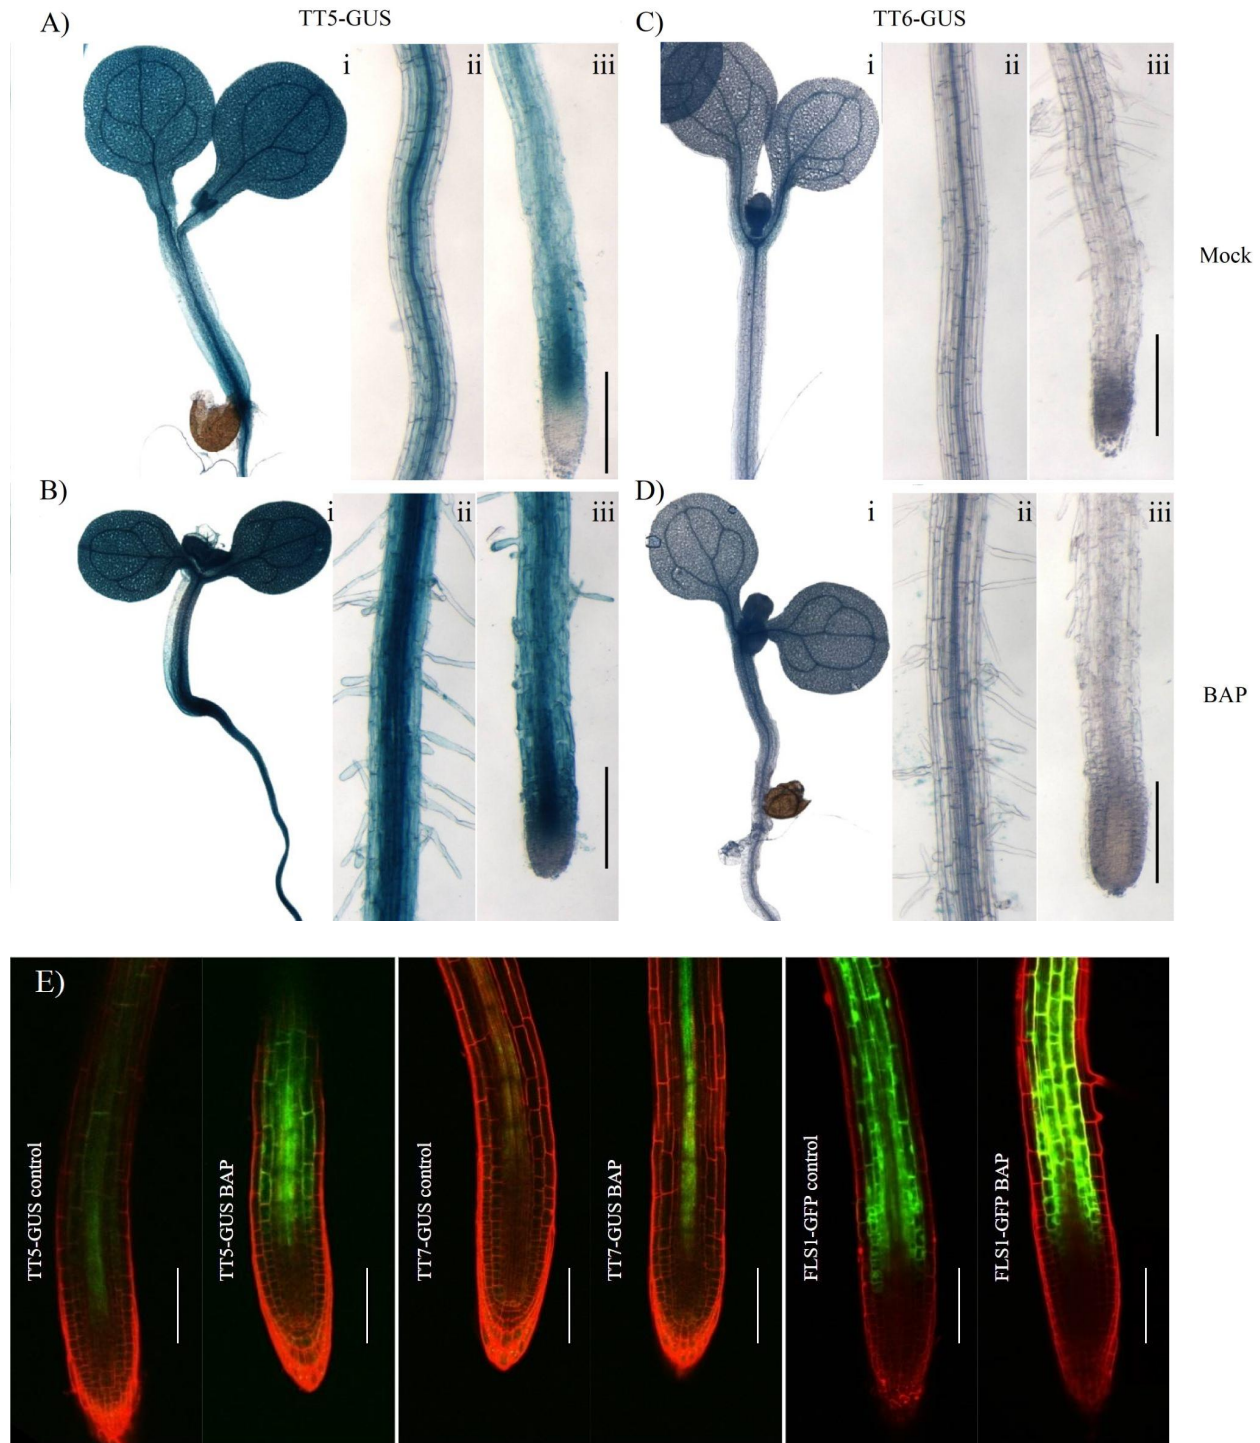 TT5-GUS
TT6-GUS
A)
i
ii
iii
C)
i
ii
iii
Mock
B)
i
ii
iii
D)
i
ii
iii
BAP
E)
TT5-GUS control
TT5-GUS BAP
TT7-GUS control
TT7-GUS BAP
FLS1-GFP control
FLS1-GFP BAP